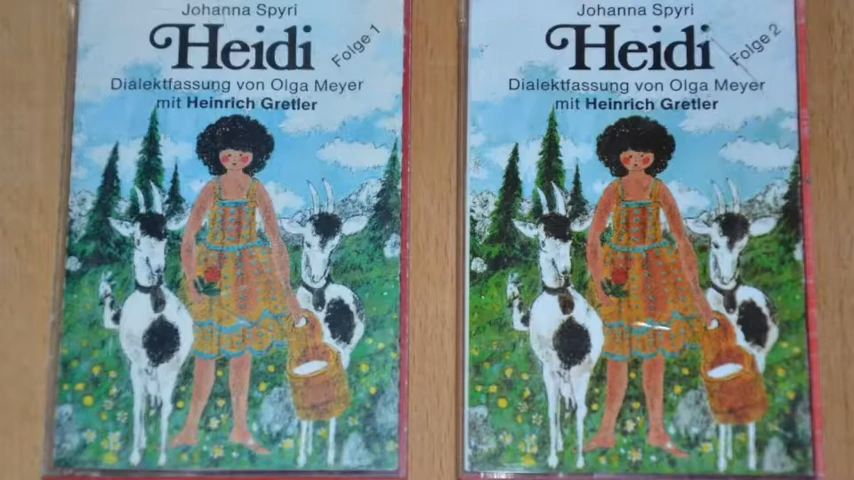 Johanna Spyri
Heidi
Folge 1
Dialektfassung von Olga Meyer
mit Heinrich Gretler
Johanna Spyri
Heidi
Folge 2
Dialektfassung von Olga Meyer
mit Heinrich Gretler